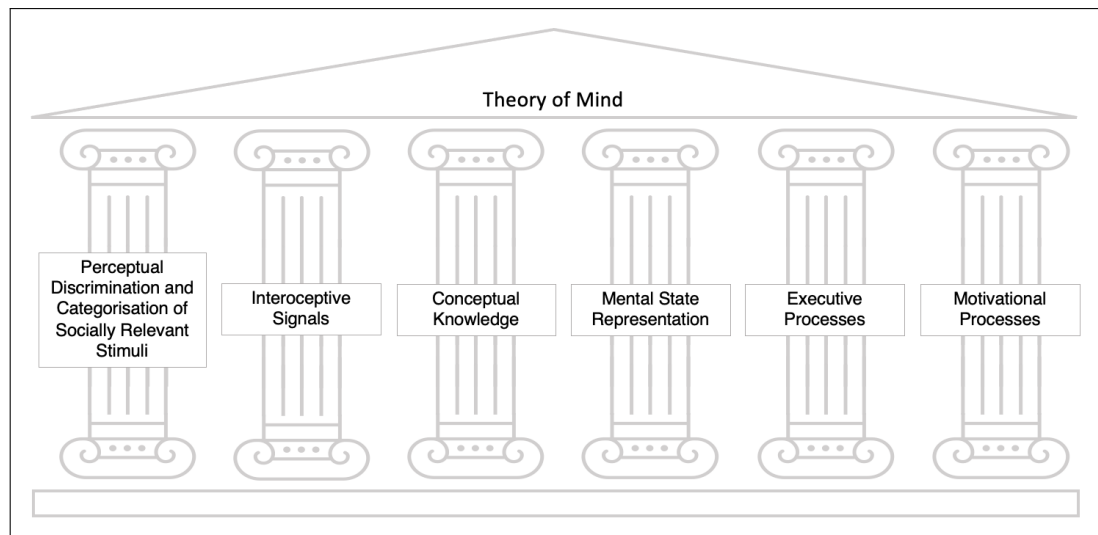 Theory of Mind
Perceptual
Discrimination and
Categorisation of
Socially Relevant
Stimuli
Interoceptive
Signals
Conceptual
Knowledge
Mental State
Representation
Executive
Processes
Motivational
Processes